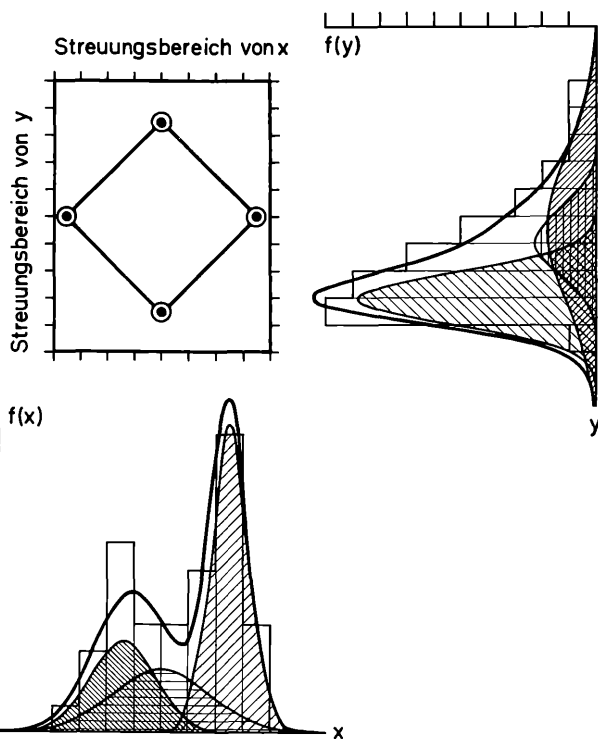 Streuungsbereich von x
Streuungsbereich von y
f(y)
y
f(x)
x